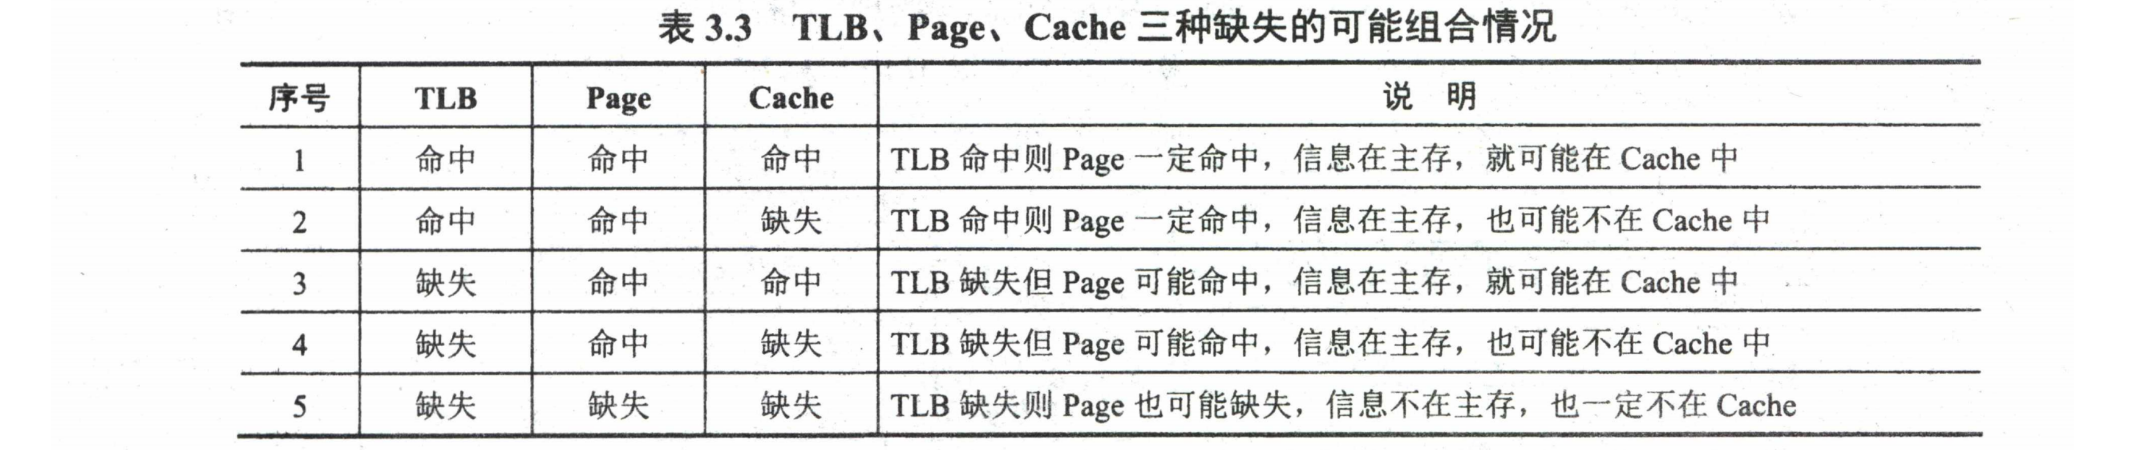 表 3.3 TLB、Page、Cache 三种缺失的可能组合情况
序号 TLB Page Cache 说 明
1 命中 命中 命中 TLB 命中则 Page 一定命中，信息在主存，就可能在 Cache 中
2 命中 命中 缺失 TLB 命中则 Page 一定命中，信息在主存，也可能不在 Cache 中
3 缺失 命中 命中 TLB 缺失但 Page 可能命中，信息在主存，就可能在 Cache 中
4 缺失 命中 缺失 TLB 缺失但 Page 可能命中，信息在主存，也可能不在 Cache 中
5 缺失 缺失 缺失 TLB 缺失则 Page 也可能缺失，信息不在主存，也一定不在 Cache